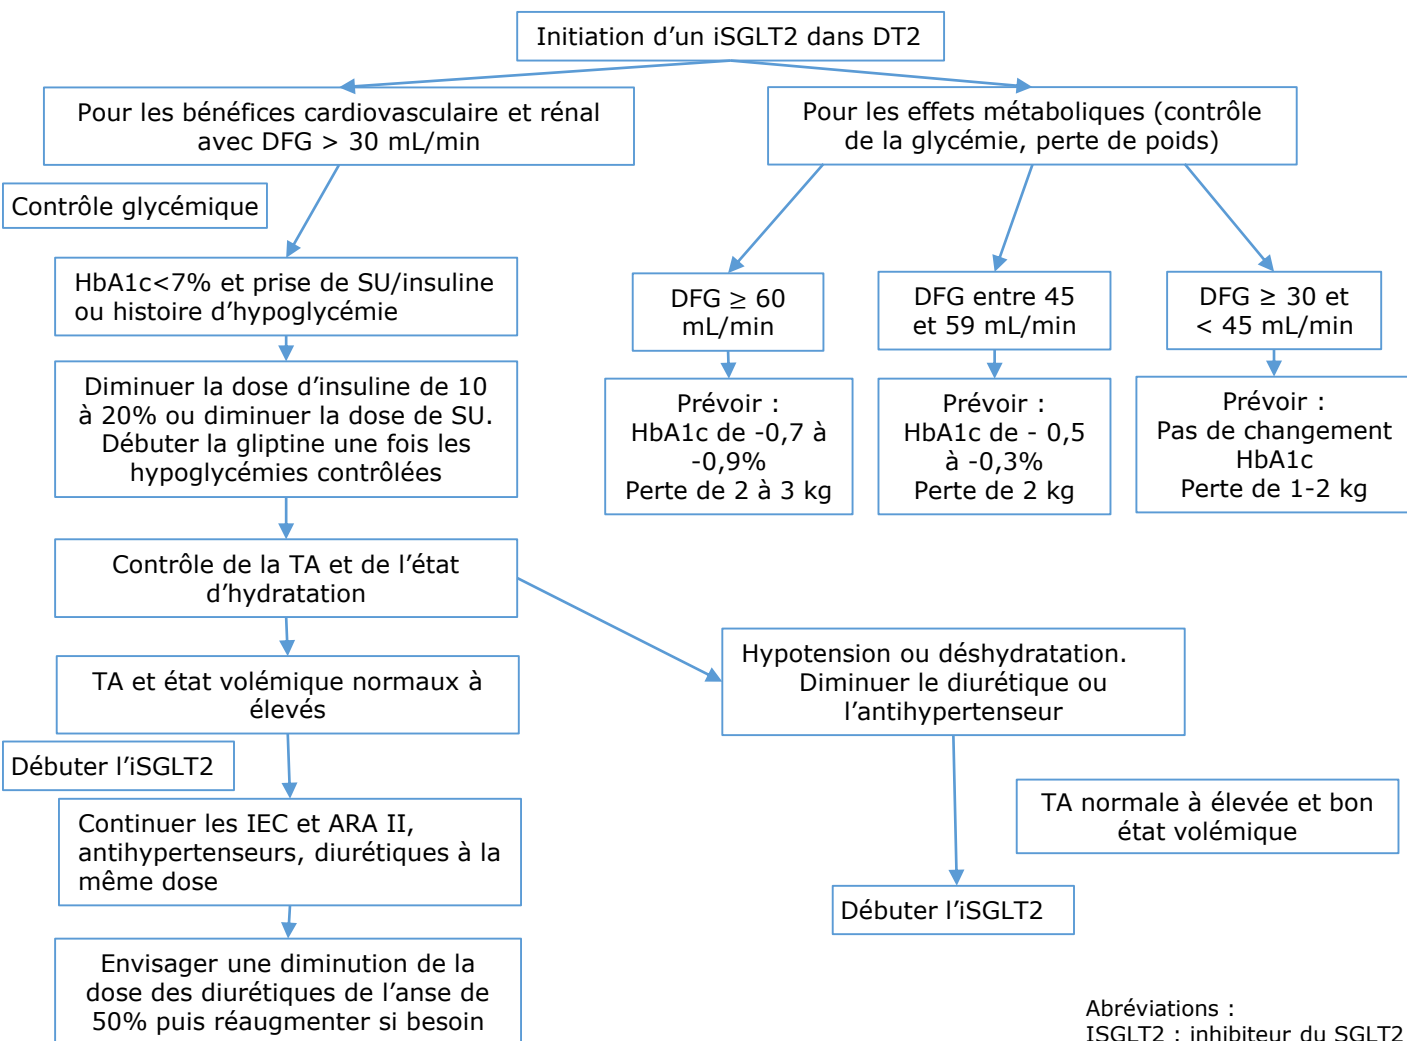 Initiation d’un iSGLT2 dans DT2
Pour les bénéfices cardiovasculaire et rénal
avec DFG > 30 mL/min
Pour les effets métaboliques (contrôle
de la glycémie, perte de poids)
Contrôle glycémique
HbA1c<7% et prise de SU/insuline
ou histoire d’hypoglycémie
DFG ≥ 60
mL/min
DFG entre 45
et 59 mL/min
DFG ≥ 30 et
< 45 mL/min
Diminuer la dose d’insuline de 10
à 20% ou diminuer la dose de SU.
Débuter la gliptine une fois les
hypoglycémies contrôlées
Prévoir :
HbA1c de -0,7 à
-0,9%
Perte de 2 à 3 kg
Prévoir :
HbA1c de - 0,5
à -0,3%
Perte de 2 kg
Prévoir :
Pas de changement
HbA1c
Perte de 1-2 kg
Contrôle de la TA et de l’état
d’hydratation
TA et état volémique normaux à
élevés
Hypotension ou déshydratation.
Diminuer le diurétique ou
l’antihypertenseur
Débuter l’iSGLT2
Continuer les IEC et ARA II,
antihypertenseurs, diurétiques à la
même dose
TA normale à élevée et bon
état volémique
Débuter l’iSGLT2
Envisager une diminution de la
dose des diurétiques de l’anse de
50% puis réaugmenter si besoin
Abréviations :
ISGLT2 : inhibiteur du SGLT2